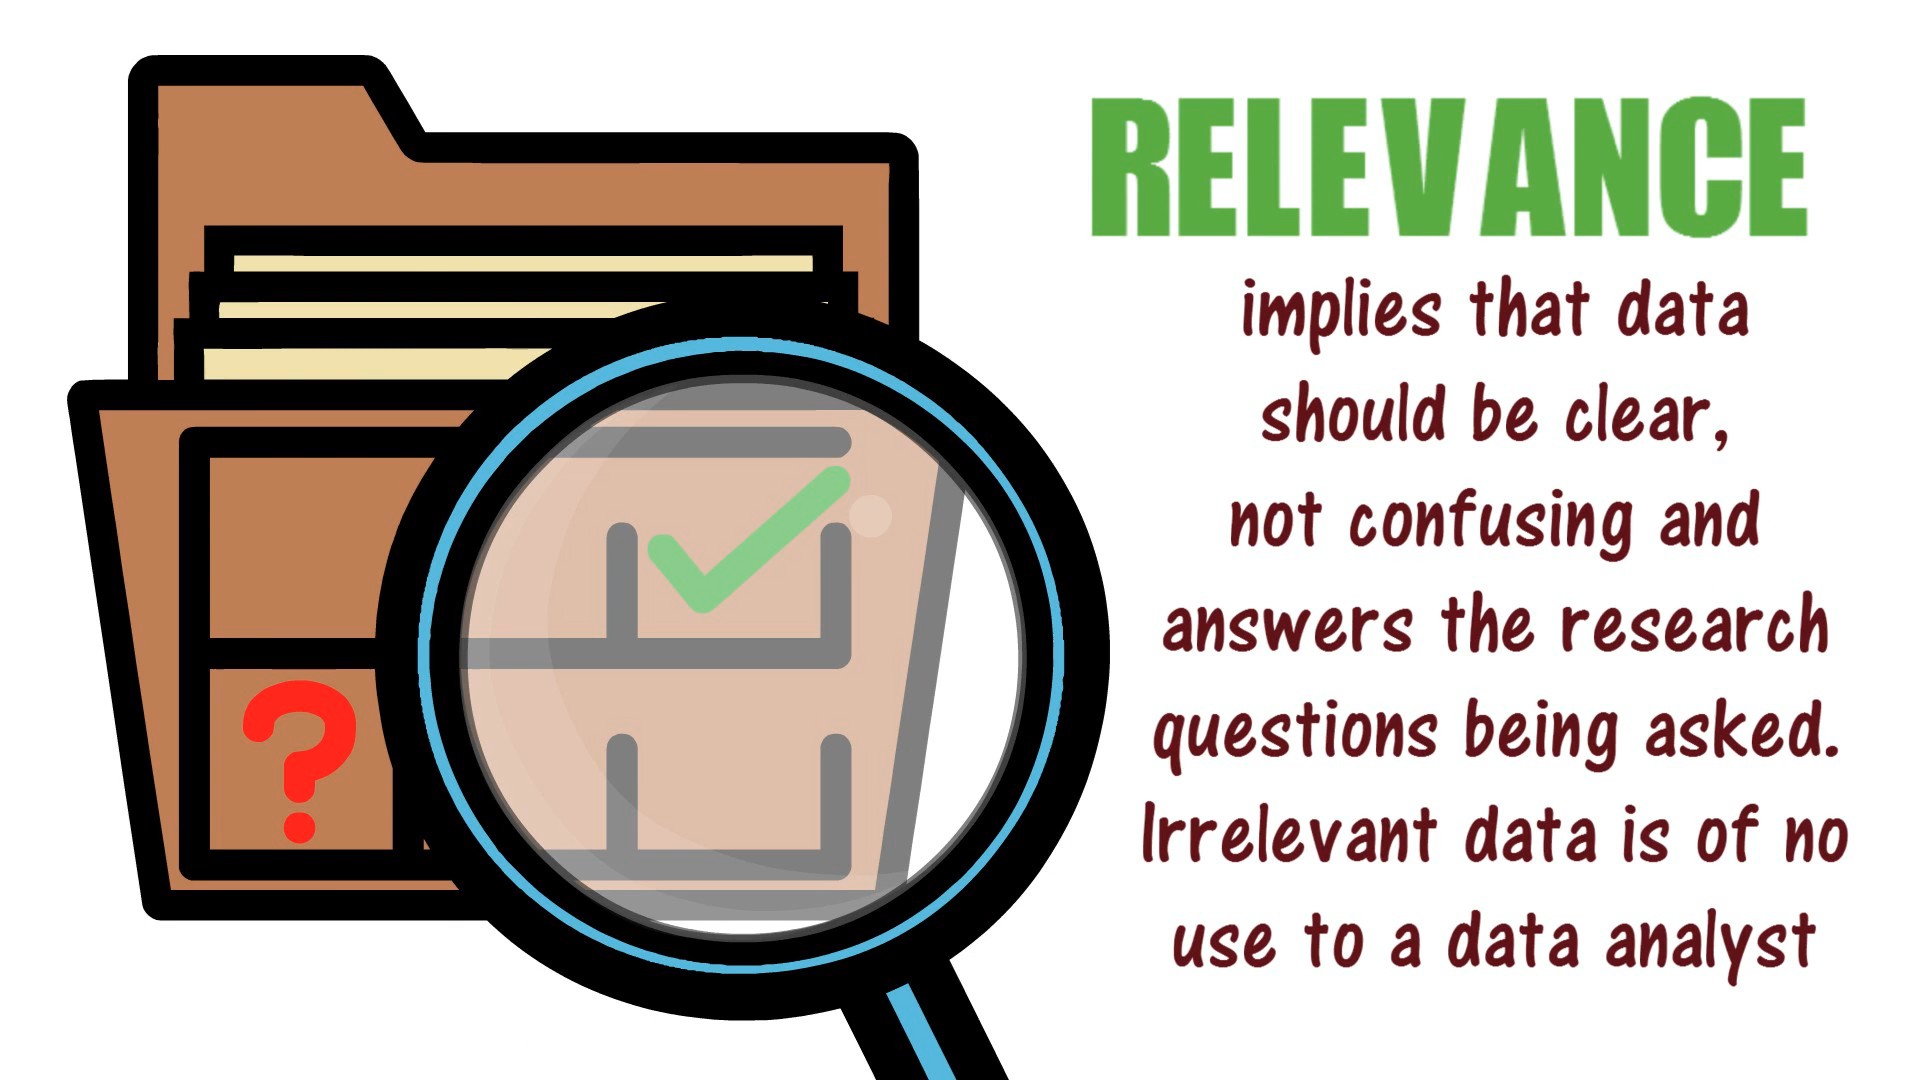 RELEVANCE
implies that data
should be clear,
not confusing and
answers the research
questions being asked.
Irrelevant data is of no
use to a data analyst
?